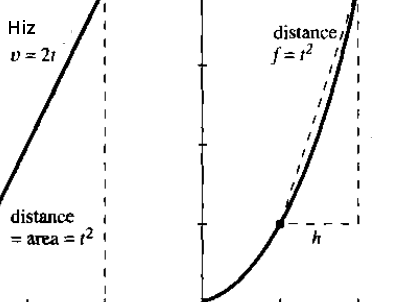 Hiz
v = 2t
distance
= area = t²
distance
f = t²
h